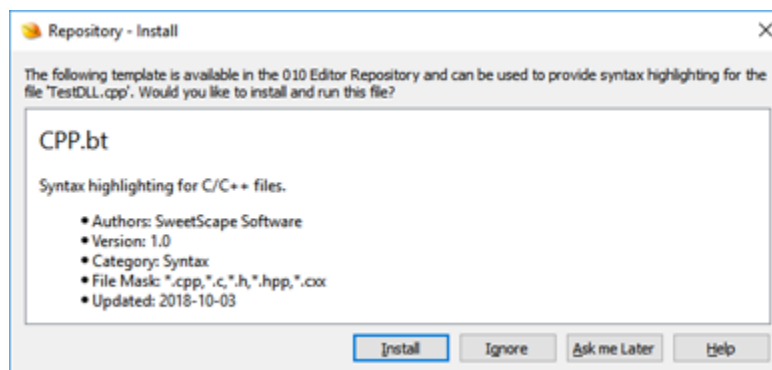 Repository - Install
The following template is available in the 010 Editor Repository and can be used to provide syntax highlighting for the
file 'TestDLL.cpp'. Would you like to install and run this file?
CPP.bt
Syntax highlighting for C/C++ files.
• Authors: SweetScape Software
• Version: 1.0
• Category: Syntax
• File Mask: *.cpp,*.c,*.h,*.hpp,*.cxx
• Updated: 2018-10-03
Install Ignore Ask me Later Help